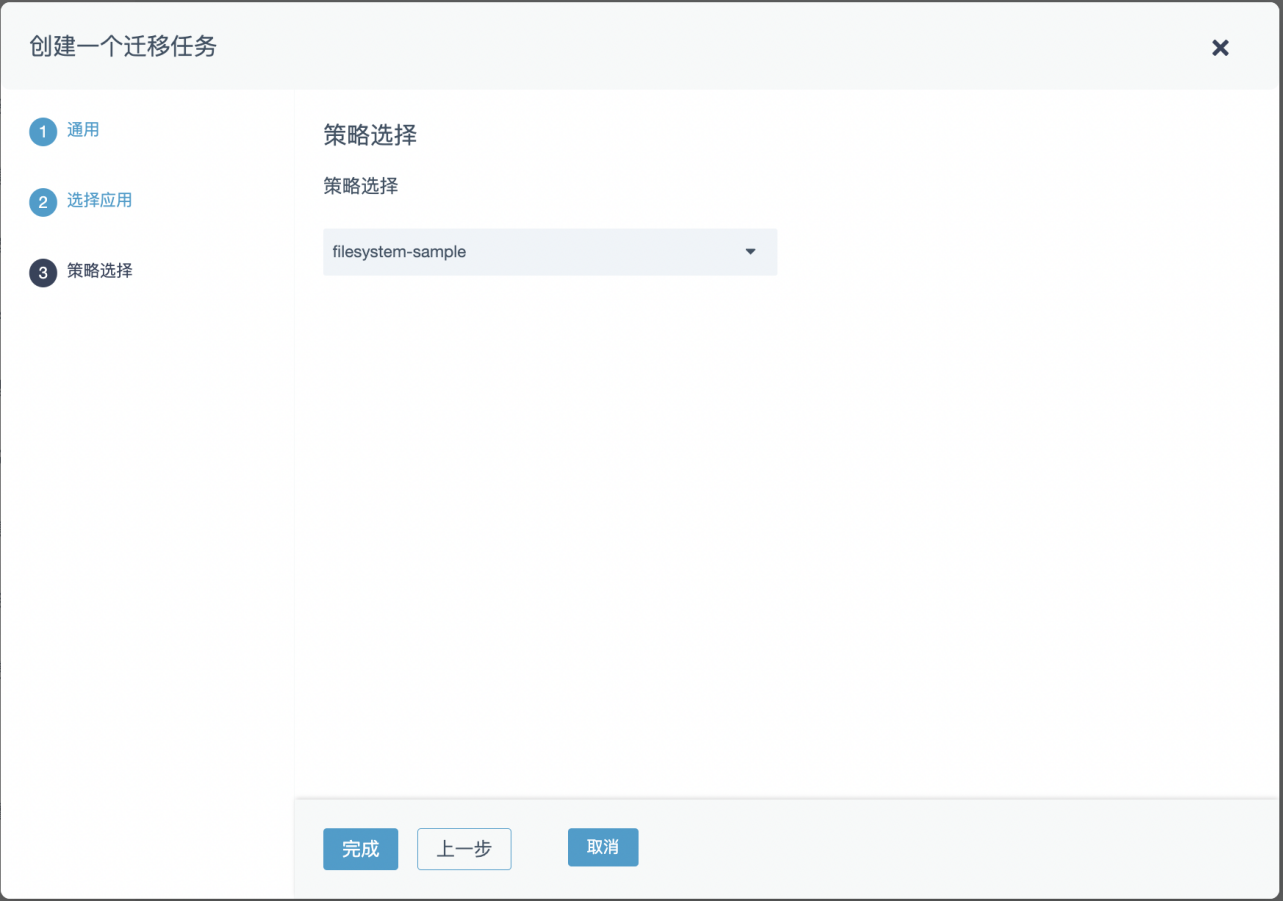 创建一个迁移任务
1 通用
2 选择应用
3 策略选择
策略选择
策略选择
filesystem-sample
完成 上一步 取消